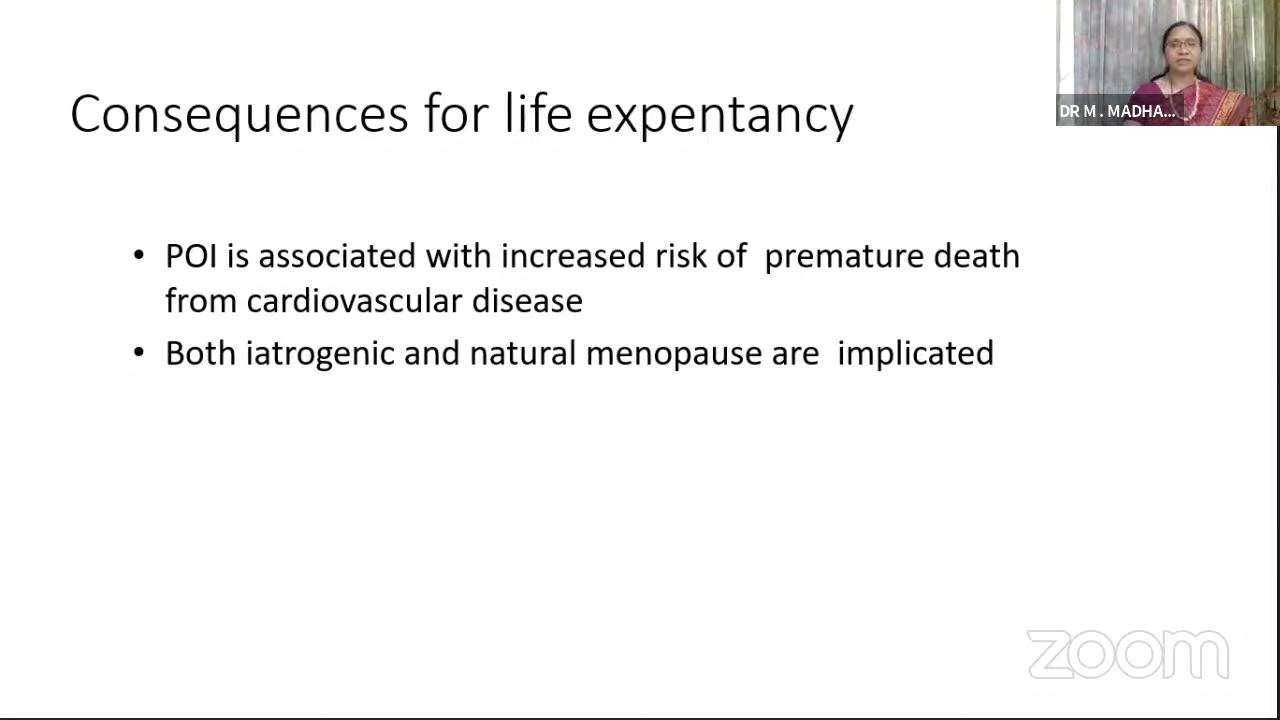 Consequences for life expentancy
• POI is associated with increased risk of premature death
from cardiovascular disease
• Both iatrogenic and natural menopause are implicated
DR M . MADHA...
zoom